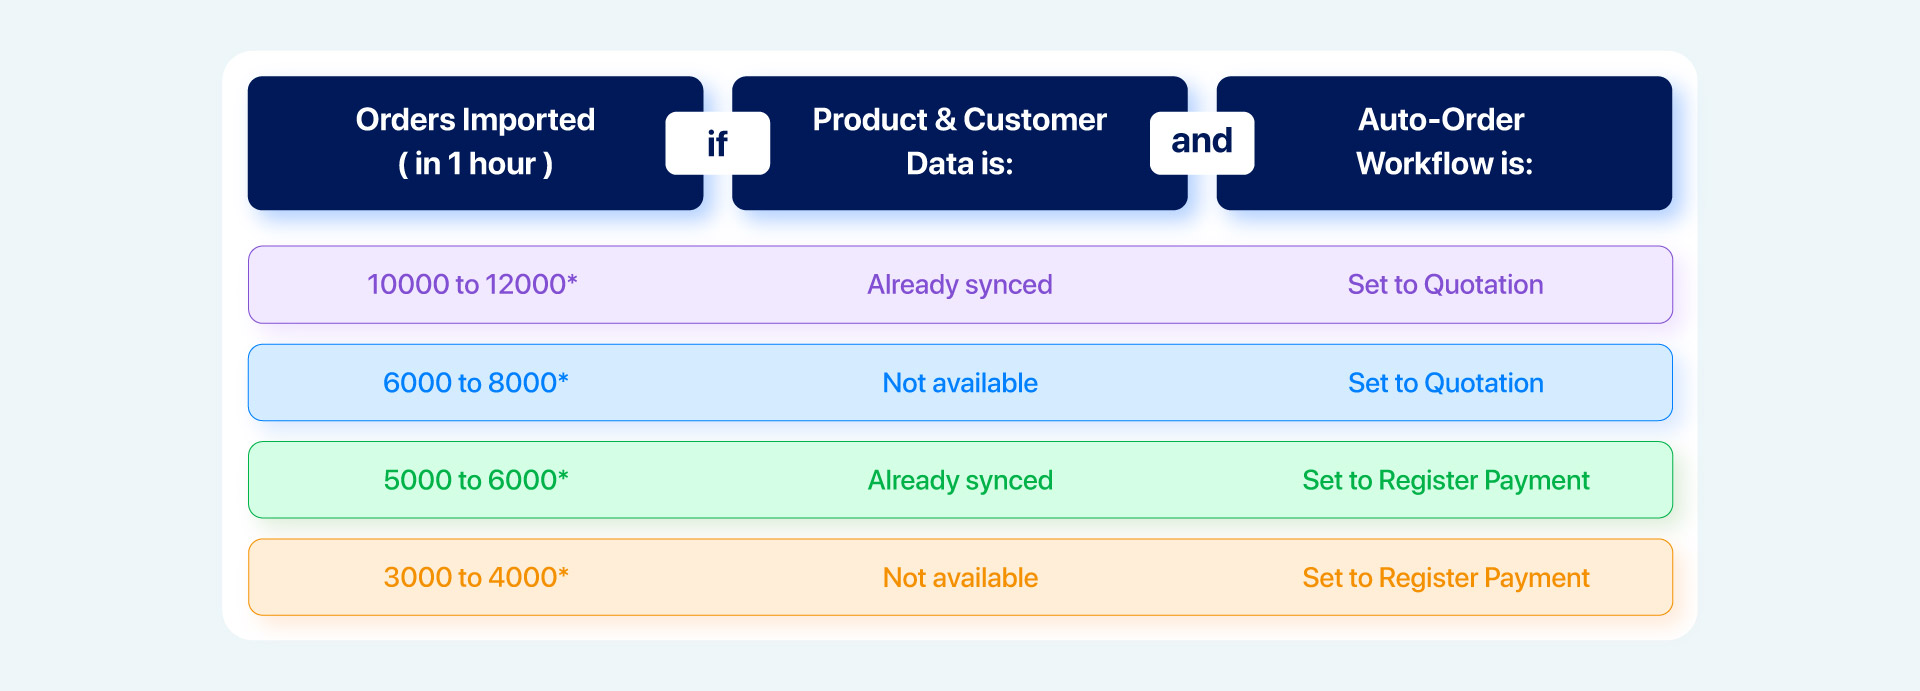 Orders Imported
( in 1 hour )
if
Product & Customer
Data is:
and
Auto-Order
Workflow is:
10000 to 12000* Already synced Set to Quotation
6000 to 8000* Not available Set to Quotation
5000 to 6000* Already synced Set to Register Payment
3000 to 4000* Not available Set to Register Payment